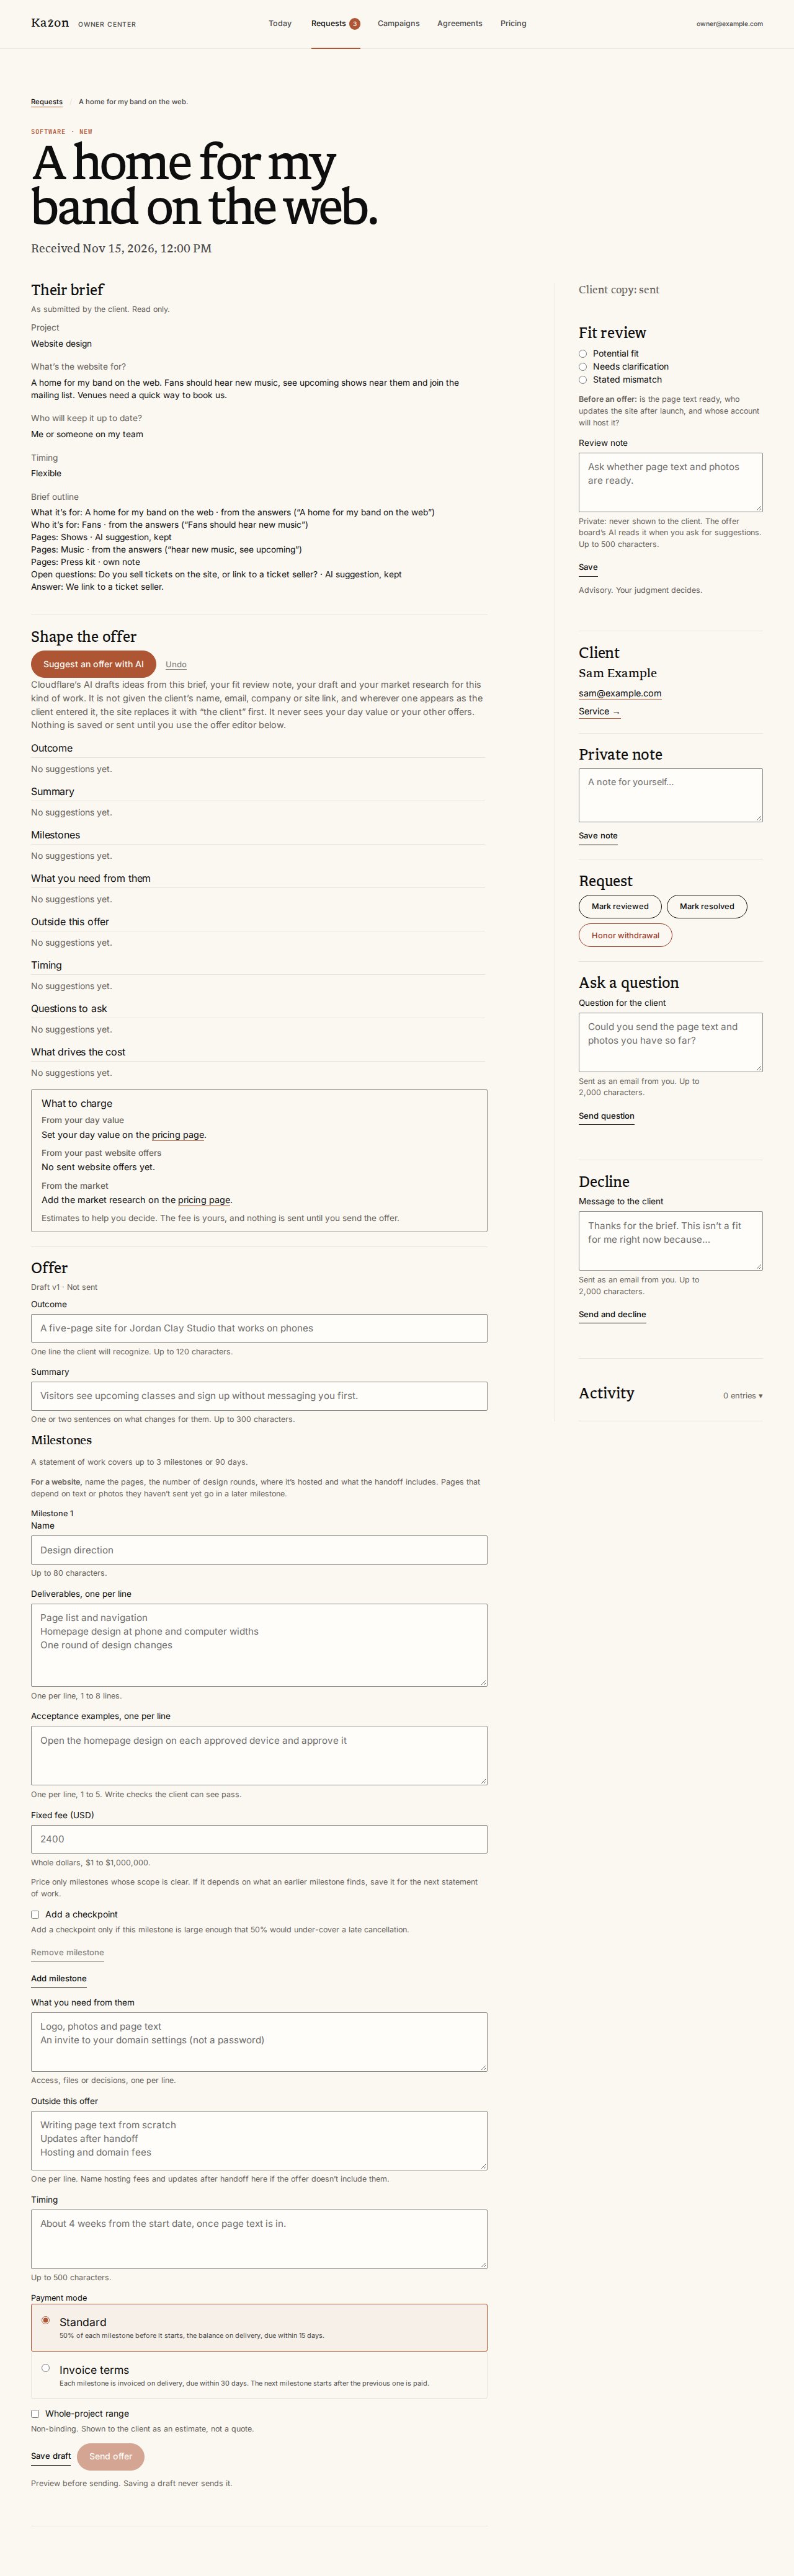 Kazon OWNER CENTER
Today
Requests 3
Campaigns
Agreements
Pricing
owner@example.com
Requests / A home for my band on the web.
SOFTWARE · NEW
A home for my
band on the web.
Received Nov 15, 2026, 12:00 PM
Their brief
As submitted by the client. Read only.
Project
Website design
What's the website for?
A home for my band on the web. Fans should hear new music, see upcoming shows near them and join the
mailing list. Venues need a quick way to book us.
Who will keep it up to date?
Me or someone on my team
Timing
Flexible
Brief outline
What it's for: A home for my band on the web · from the answers (“A home for my band on the web”)
Who it's for: Fans · from the answers (“Fans should hear new music”)
Pages: Shows · AI suggestion, kept
Pages: Music · from the answers (“hear new music, see upcoming”)
Pages: Press kit · own note
Open questions: Do you sell tickets on the site, or link to a ticket seller? · AI suggestion, kept
Answer: We link to a ticket seller.
Shape the offer
Suggest an offer with AI
Undo
Cloudflare's AI drafts ideas from this brief, your fit review note, your draft and your market research for this
kind of work. It is not given the client's name, email, company or site link, and wherever one appears as the
client entered it, the site replaces it with “the client” first. It never sees your day value or your other offers.
Nothing is saved or sent until you use the offer editor below.
Outcome
No suggestions yet.
Summary
No suggestions yet.
Milestones
No suggestions yet.
What you need from them
No suggestions yet.
Outside this offer
No suggestions yet.
Timing
No suggestions yet.
Questions to ask
No suggestions yet.
What drives the cost
No suggestions yet.
What to charge
From your day value
Set your day value on the pricing page.
From your past website offers
No sent website offers yet.
From the market
Add the market research on the pricing page.
Estimates to help you decide. The fee is yours, and nothing is sent until you send the offer.
Offer
Draft v1 · Not sent
Outcome
A five-page site for Jordan Clay Studio that works on phones
One line the client will recognize. Up to 120 characters.
Summary
Visitors see upcoming classes and sign up without messaging you first.
One or two sentences on what changes for them. Up to 300 characters.
Milestones
A statement of work covers up to 3 milestones or 90 days.
For a website, name the pages, the number of design rounds, where it's hosted and what the handoff includes. Pages that
depend on text or photos they haven't sent yet go in a later milestone.
Milestone 1
Name
Design direction
Up to 80 characters.
Deliverables, one per line
Page list and navigation
Homepage design at phone and computer widths
One round of design changes
One per line, 1 to 8 lines.
Acceptance examples, one per line
Open the homepage design on each approved device and approve it
One per line, 1 to 5. Write checks the client can see pass.
Fixed fee (USD)
2400
Whole dollars, $1 to $1,000,000.
Price only milestones whose scope is clear. If it depends on what an earlier milestone finds, save it for the next statement
of work.
Add a checkpoint
Add a checkpoint only if this milestone is large enough that 50% would under-cover a late cancellation.
Remove milestone
Add milestone
What you need from them
Logo, photos and page text
An invite to your domain settings (not a password)
Access, files or decisions, one per line.
Outside this offer
Writing page text from scratch
Updates after handoff
Hosting and domain fees
One per line. Name hosting fees and updates after handoff here if the offer doesn't include them.
Timing
About 4 weeks from the start date, once page text is in.
Up to 500 characters.
Payment mode
Standard
50% of each milestone before it starts, the balance on delivery, due within 15 days.
Invoice terms
Each milestone is invoiced on delivery, due within 30 days. The next milestone starts after the previous one is paid.
Whole-project range
Non-binding. Shown to the client as an estimate, not a quote.
Save draft
Send offer
Preview before sending. Saving a draft never sends it.
Client copy: sent
Fit review
Potential fit
Needs clarification
Stated mismatch
Before an offer: is the page text ready, who
updates the site after launch, and whose account
will host it?
Review note
Ask whether page text and photos
are ready.
Private: never shown to the client. The offer
board's AI reads it when you ask for suggestions.
Up to 500 characters.
Save
Advisory. Your judgment decides.
Client
Sam Example
sam@example.com
Service →
Private note
A note for yourself…
Save note
Request
Mark reviewed
Mark resolved
Honor withdrawal
Ask a question
Question for the client
Could you send the page text and
photos you have so far?
Sent as an email from you. Up to
2,000 characters.
Send question
Decline
Message to the client
Thanks for the brief. This isn't a fit
for me right now because…
Sent as an email from you. Up to
2,000 characters.
Send and decline
Activity
0 entries ▾